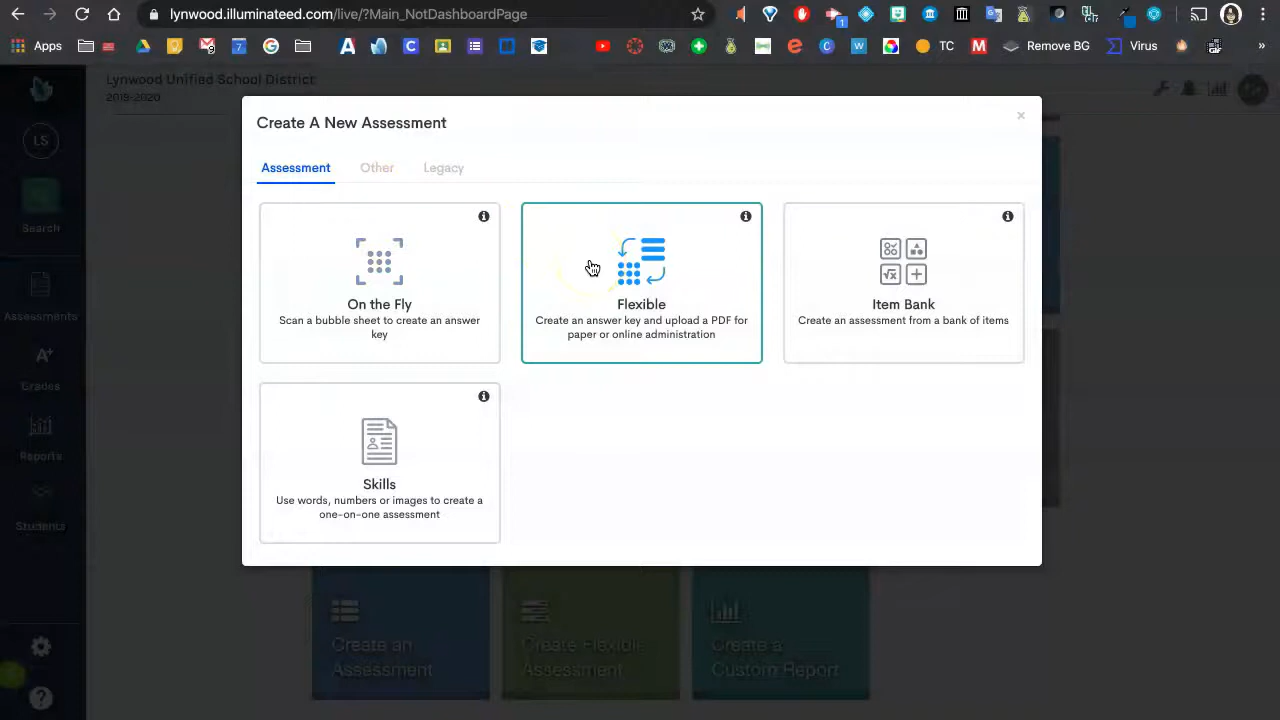 lynwood.illuminateed.com/live/?Main_NotDashboardPage
1
Apps
TC
Remove BG
Virus
»
Lynwood Unified School District
2019-2020
LS
Search
Assessments
Grades
Reports
Students
Create A New Assessment
×
Assessment Other Legacy
On the Fly
Scan a bubble sheet to create an answer
key
Flexible
Create an answer key and upload a PDF for
paper or online administration
Item Bank
Create an assessment from a bank of items
Skills
Use words, numbers or images to create a
one-on-one assessment
Create an
Assessment
Create Flexible
Assessment
Create a
Custom Report